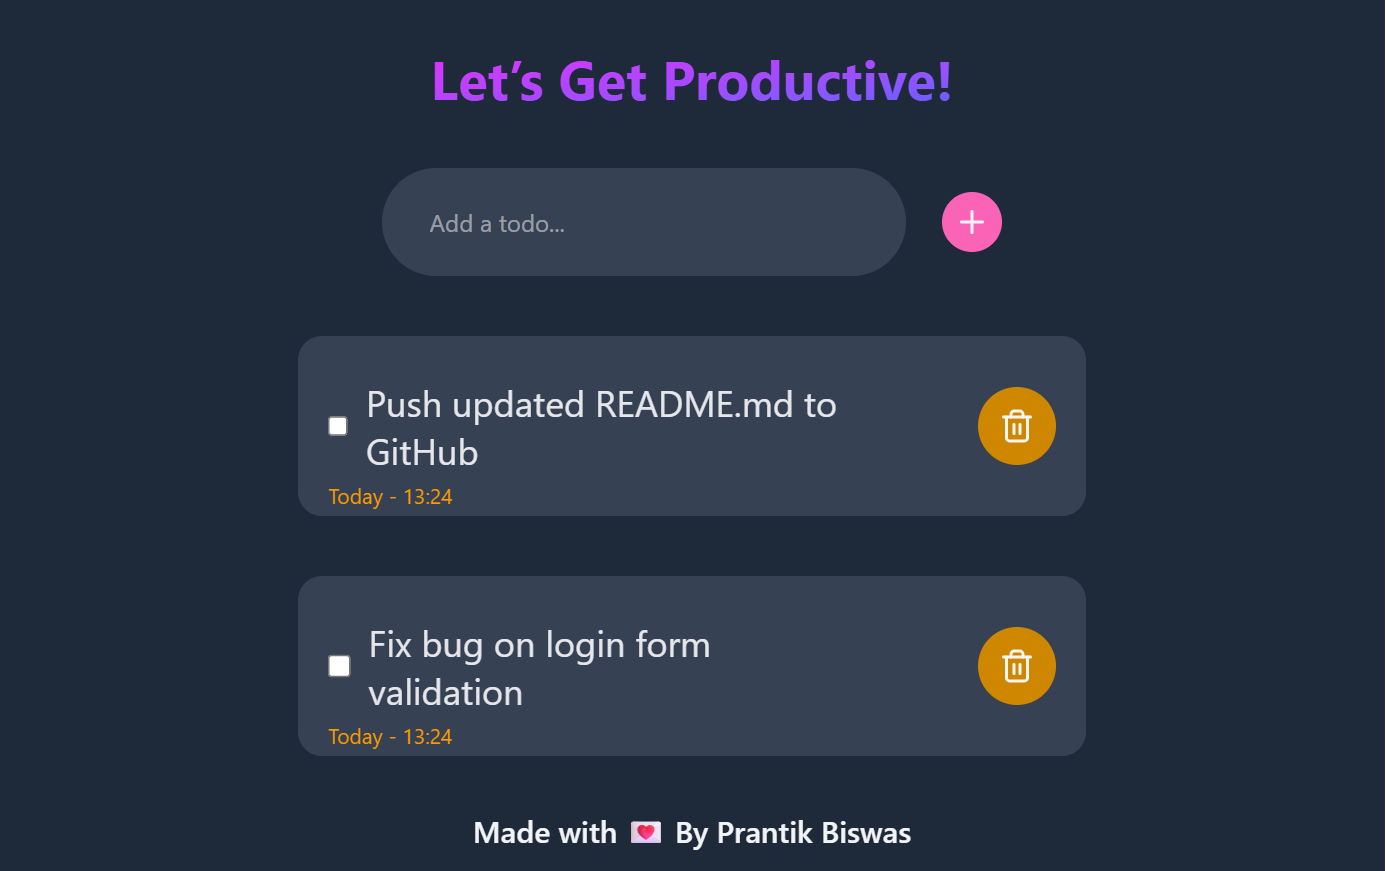 Let’s Get Productive!
Add a todo...
Push updated README.md to
GitHub
Today - 13:24
Fix bug on login form
validation
Today - 13:24
Made with 💌 By Prantik Biswas